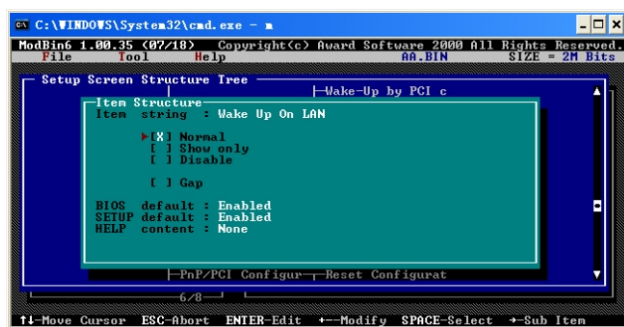 C:\WINDOWS\System32\cmd.exe - m
ModBin6 1.00.35 (07/18) Copyright(c) Award Software 2000 All Rights Reserved.
File Tool Help AA.BIN SIZE = 2M Bits
Setup Screen Structure Tree
Wake-Up by PCI c
Item Structure
Item string : Wake Up On LAN
[X] Normal
[ ] Show only
[ ] Disable
[ ] Gap
BIOS default : Enabled
SETUP default : Enabled
HELP content : None
PnP/PCI Configur Reset Configurat
6/8
↑↓-Move Cursor ESC-Abort ENTER-Edit +--Modify SPACE-Select →-Sub Item